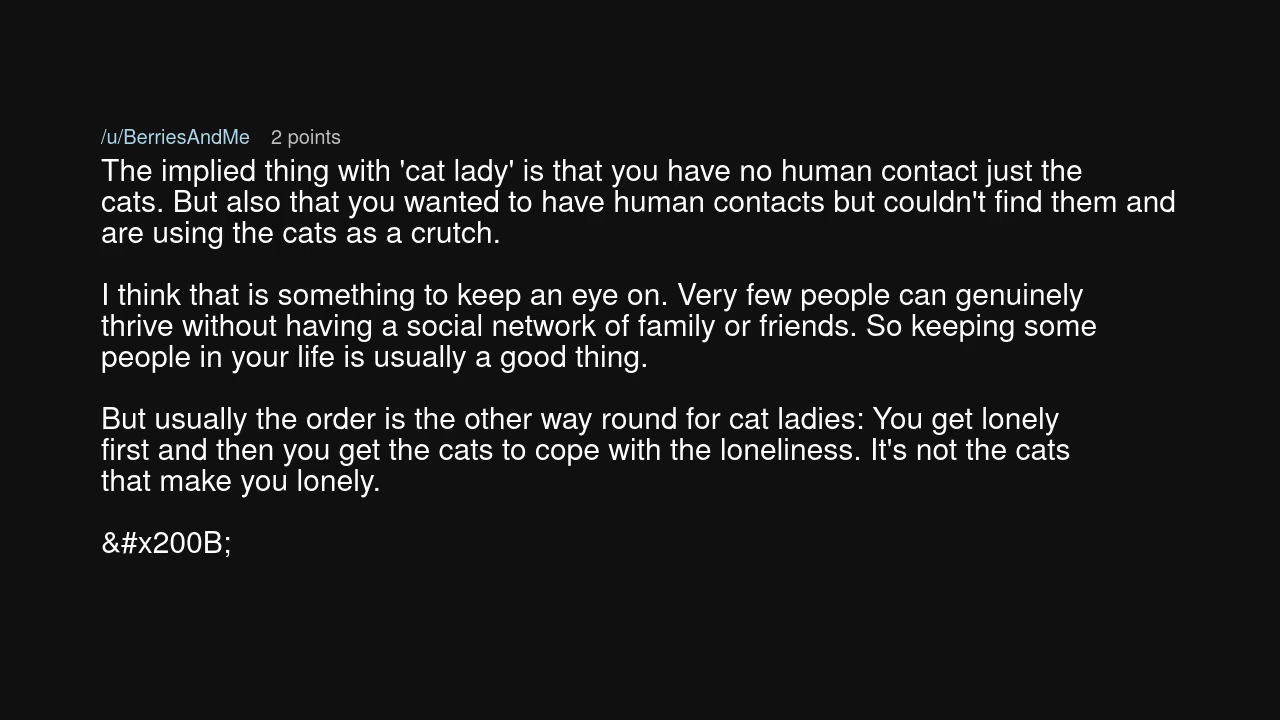 /u/BerriesAndMe 2 points
The implied thing with 'cat lady' is that you have no human contact just the
cats. But also that you wanted to have human contacts but couldn't find them and
are using the cats as a crutch.
I think that is something to keep an eye on. Very few people can genuinely
thrive without having a social network of family or friends. So keeping some
people in your life is usually a good thing.
But usually the order is the other way round for cat ladies: You get lonely
first and then you get the cats to cope with the loneliness. It's not the cats
that make you lonely.
&#x200B;